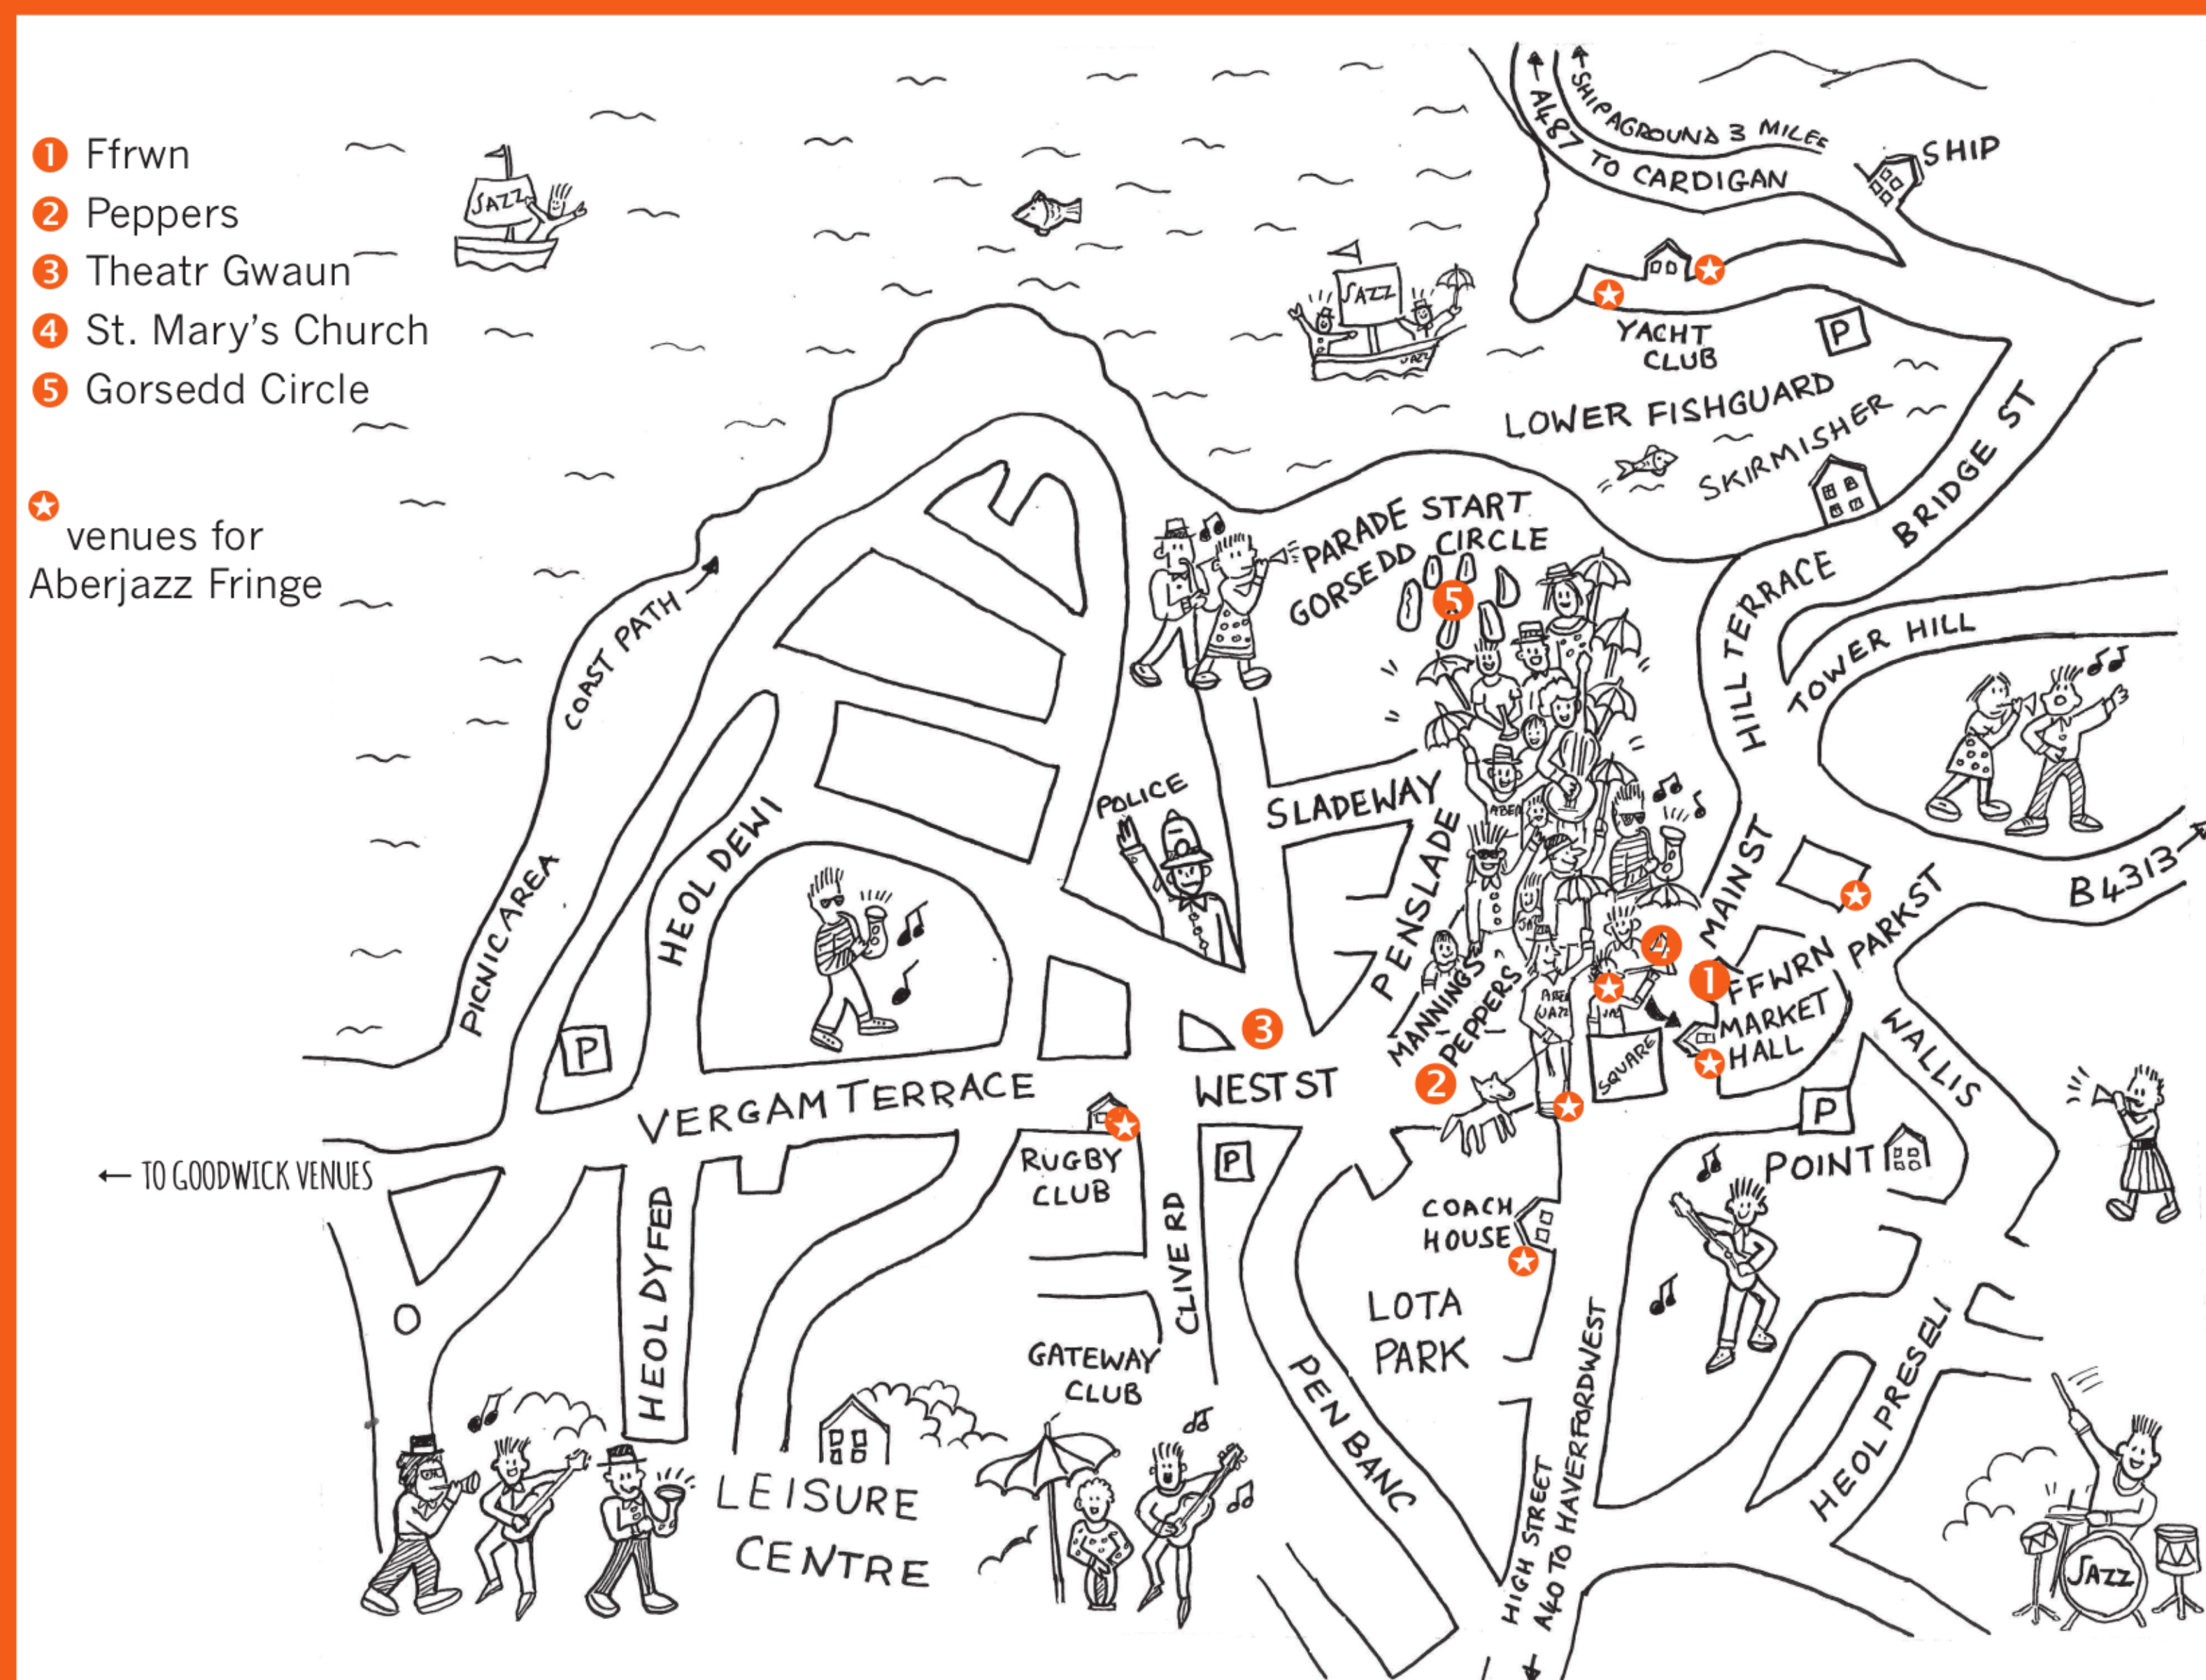 1 Ffrwn
2 Peppers
3 Theatr Gwaun
4 St. Mary's Church
5 Gorsedd Circle
venues for
Aberjazz Fringe
JAZZ
JAZZ
JAZZ
A487 TO CARDIGAN
SHIPAGROUND 3 MILES
SHIP
YACHT
CLUB
P
LOWER FISHGUARD
SKIRMISHER
BRIDGE ST
PARADE START
GORSEDD CIRCLE
5
HILL TERRACE
TOWER HILL
COAST PATH
PICNIC AREA
HEOL DEWI
POLICE
SLADEWAY
PENSLADE
ABER
MAIN ST
PARK ST
B4313
4
1
FFWRN
MARKET
HALL
WALLIS
MANNINGS
PEPPERS
2
ABER
JAZZ
SQUARE
3
P
VERGAM TERRACE
WEST ST
P
POINT
← TO GOODWICK VENUES
RUGBY
CLUB
P
CLIVE RD
HEOL DYFED
COACH
HOUSE
LOTA
PARK
GATEWAY
CLUB
PEN BANC
HIGH STREET
A40 TO HAVERFORDWEST
HEOL PRESELI
LEISURE
CENTRE
JAZZ